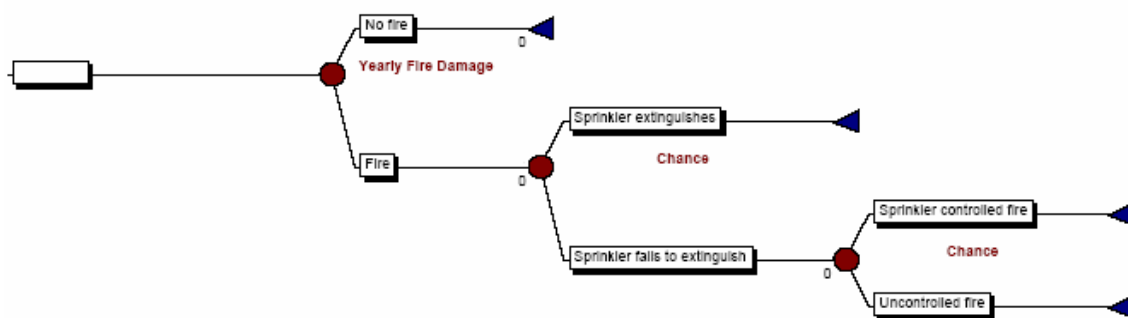 No fire
0
Yearly Fire Damage
Sprinkler extinguishes
Chance
Fire
0
Sprinkler controlled fire
Chance
Sprinkler fails to extinguish
0
Uncontrolled fire